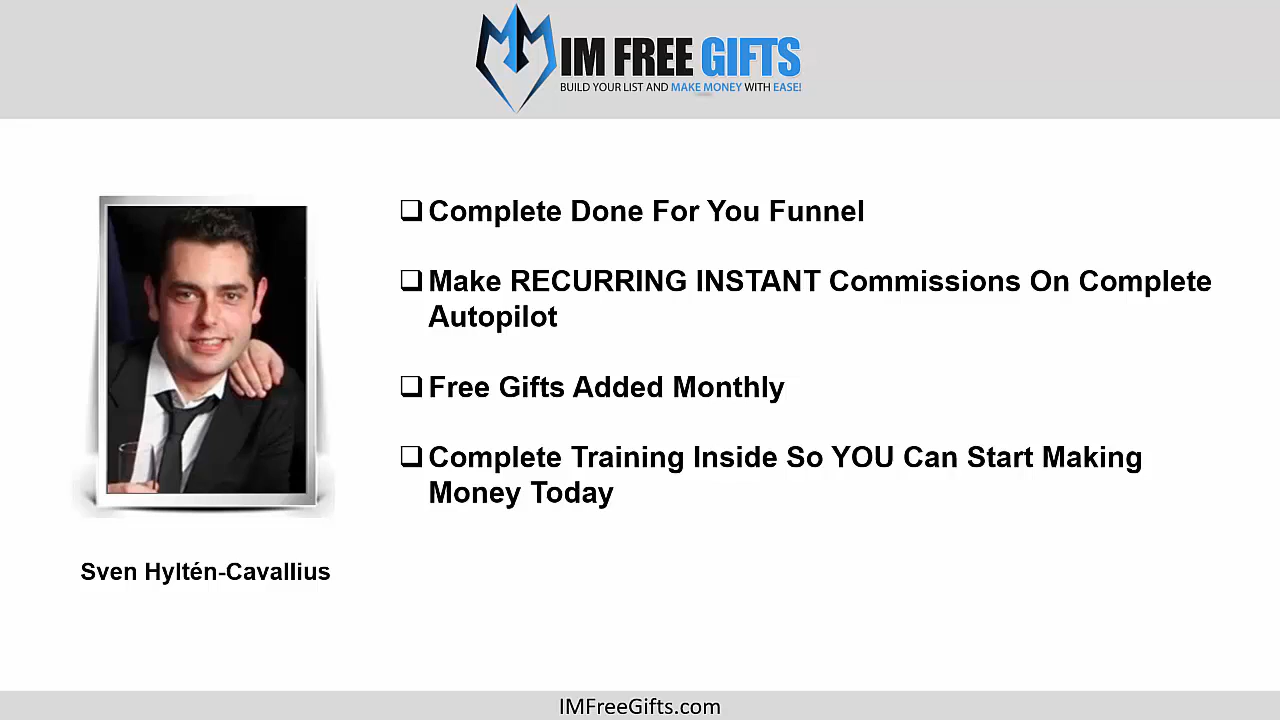 IM FREE GIFTS
BUILD YOUR LIST AND MAKE MONEY WITH EASE!
Complete Done For You Funnel
Make RECURRING INSTANT Commissions On Complete
Autopilot
Free Gifts Added Monthly
Complete Training Inside So YOU Can Start Making
Money Today
Sven Hyltén-Cavallius
IMFreeGifts.com